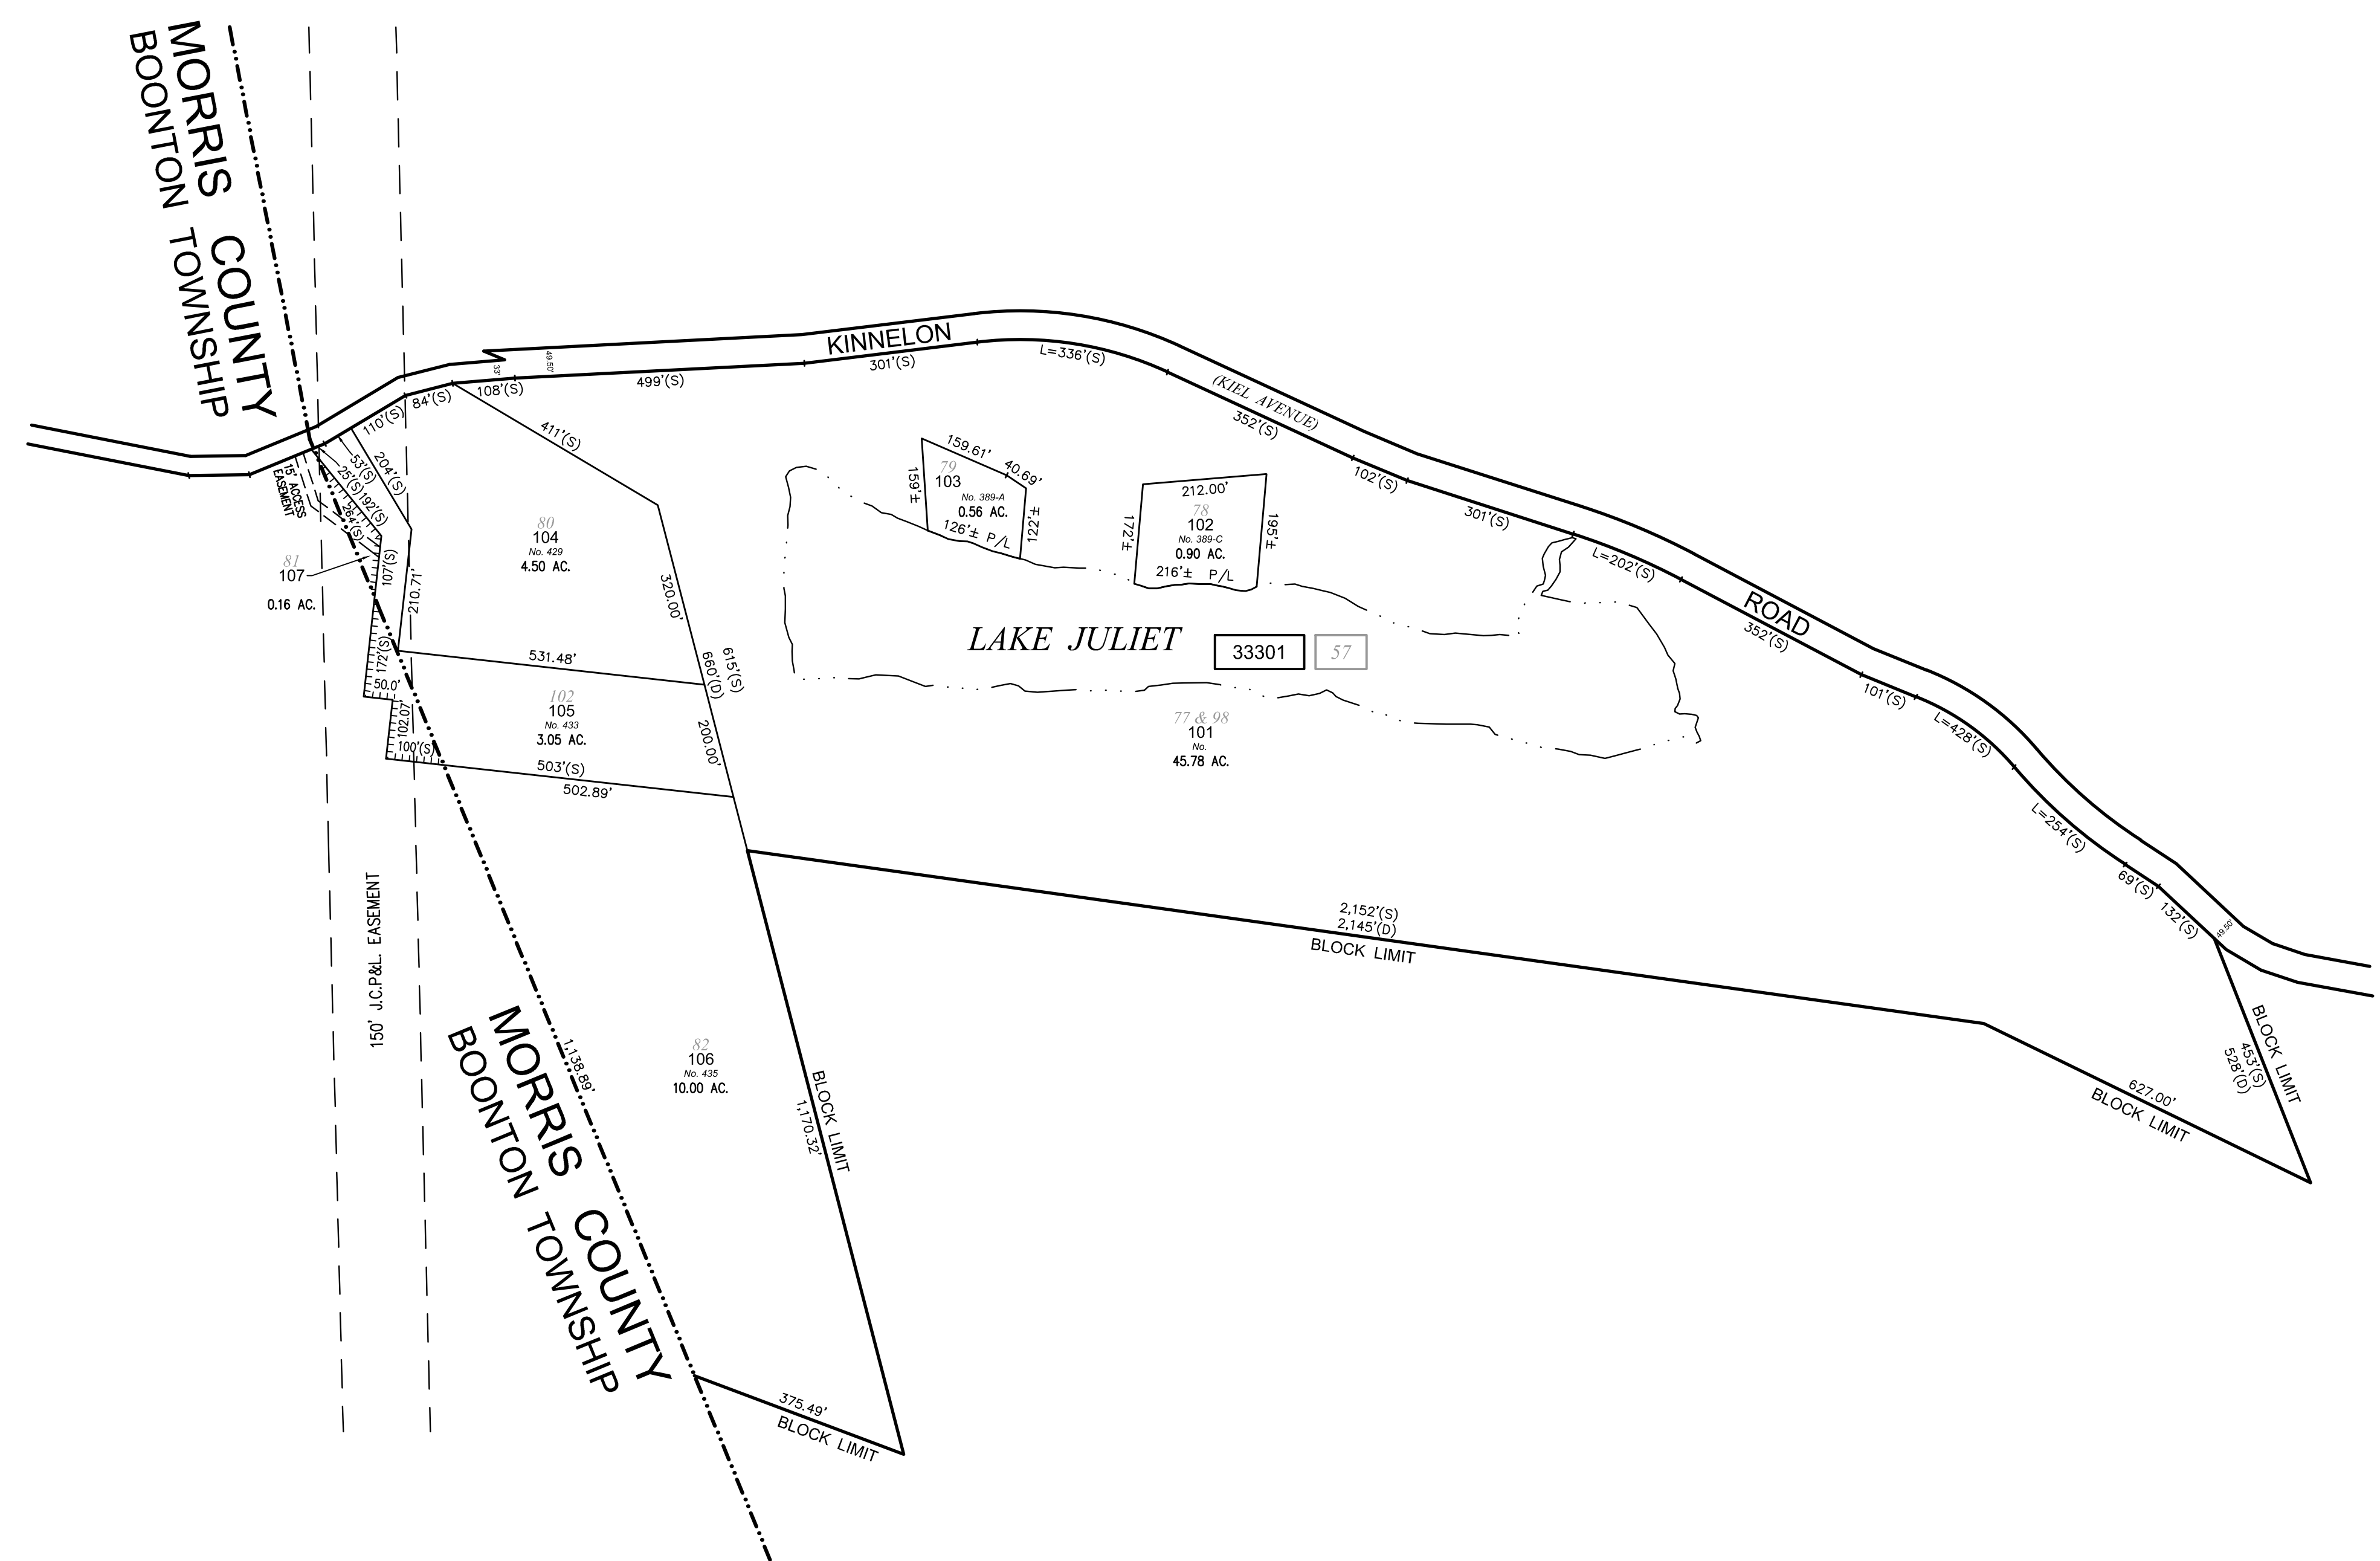 MORRIS COUNTY
BOONTON TOWNSHIP
KINNELON
(KIEL AVENUE)
ROAD
33'
49.50'
110'(S)
84'(S)
108'(S)
499'(S)
301'(S)
L=336'(S)
352'(S)
102'(S)
301'(S)
L=202'(S)
352'(S)
101'(S)
L=428'(S)
L=254'(S)
69'(S)
132'(S)
49.50'
15' ACCESS
EASEMENT
53'(S)
25'(S)
204'(S)
192'(S)
264'(S)
107'(S)
210.71'
172'(S)
50.0'
102.07'
100'(S)
81
107
0.16 AC.
411'(S)
80
104
No. 429
4.50 AC.
320.00'
531.48'
615'(S)
660'(D)
102
105
No. 433
3.05 AC.
200.00'
503'(S)
502.89'
159.61'
40.69'
159'±
79
103
No. 389-A
0.56 AC.
126'± P/L
122'±
212.00'
172'±
78
102
No. 389-C
0.90 AC.
216'± P/L
195'±
LAKE JULIET
33301
57
77 & 98
101
No.
45.78 AC.
2,152'(S)
2,145'(D)
BLOCK LIMIT
627.00'
BLOCK LIMIT
BLOCK LIMIT
453'(S)
528'(D)
150' J.C.P.&L. EASEMENT
MORRIS COUNTY
BOONTON TOWNSHIP
1,138.89'
82
106
No. 435
10.00 AC.
BLOCK LIMIT
1,170.32'
375.49'
BLOCK LIMIT